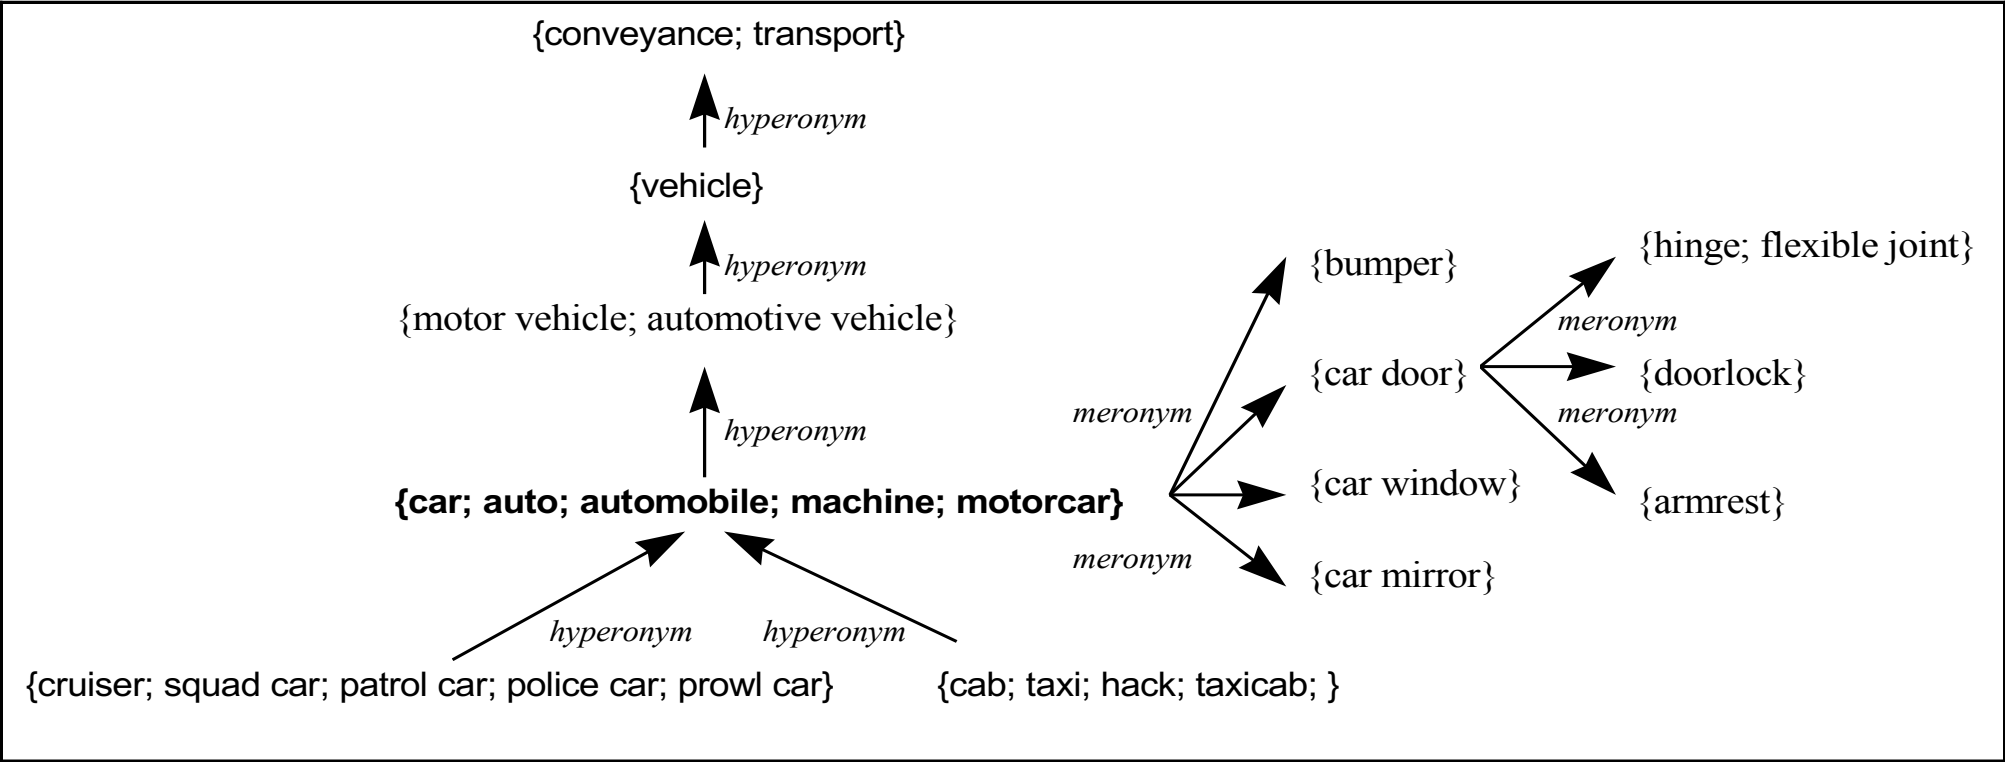 {conveyance; transport}
hyperonym
{vehicle}
hyperonym
{motor vehicle; automotive vehicle}
hyperonym
{car; auto; automobile; machine; motorcar}
hyperonym
hyperonym
{cruiser; squad car; patrol car; police car; prowl car}
{cab; taxi; hack; taxicab; }
meronym
meronym
{bumper}
{car door}
{car window}
{car mirror}
meronym
meronym
{hinge; flexible joint}
{doorlock}
{armrest}